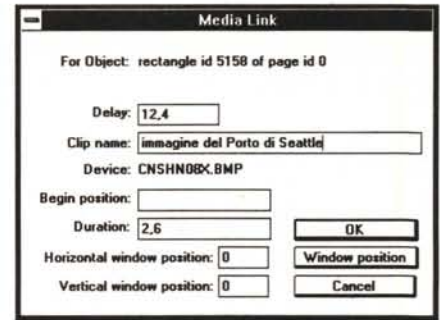 Media Link
For Object: rectangle id 5158 of page id 0
Delay: 12,4
Clip name: immagine del Porto di Seattle
Device: CNSHN08X.BMP
Begin position:
Duration: 2,6
OK
Horizontal window position: 0
Window position
Vertical window position: 0
Cancel